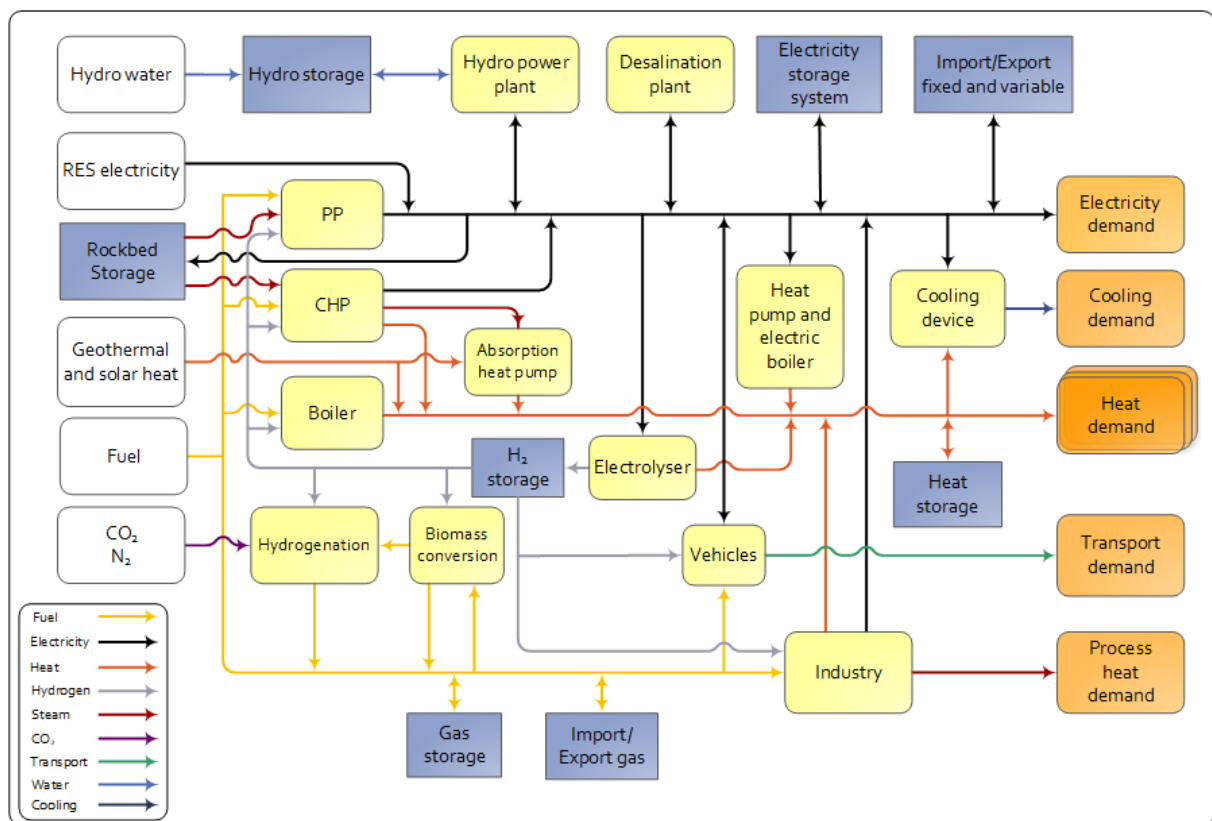 Hydro water
Hydro storage
Hydro power
plant
Desalination
plant
Electricity
storage
system
Import/Export
fixed and variable
RES electricity
PP
Electricity
demand
Rockbed
Storage
CHP
Heat
pump and
electric
boiler
Cooling
device
Cooling
demand
Geothermal
and solar heat
Absorption
heat pump
Boiler
Heat
demand
Fuel
H₂
storage
Electrolyser
Heat
storage
CO₂
N₂
Hydrogenation
Biomass
conversion
Vehicles
Transport
demand
Industry
Process
heat
demand
Gas
storage
Import/
Export gas
Fuel
Electricity
Heat
Hydrogen
Steam
CO₂
Transport
Water
Cooling